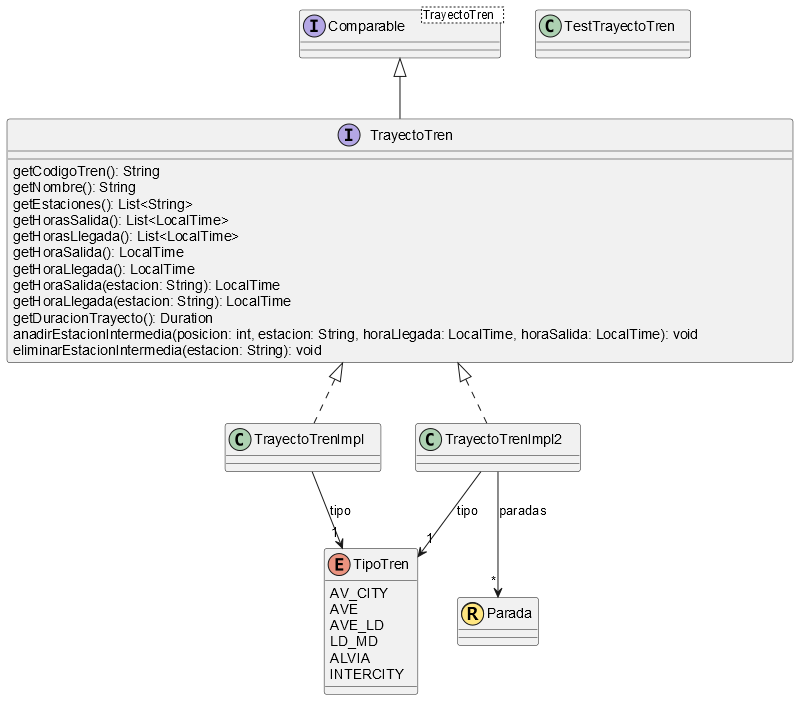 I Comparable
TrayectoTren
C TestTrayectoTren
I TrayectoTren
getCodigoTren(): String
getNombre(): String
getEstaciones(): List<String>
getHorasSalida(): List<LocalTime>
getHorasLlegada(): List<LocalTime>
getHoraSalida(): LocalTime
getHoraLlegada(): LocalTime
getHoraSalida(estacion: String): LocalTime
getHoraLlegada(estacion: String): LocalTime
getDuracionTrayecto(): Duration
anadirEstacionIntermedia(posicion: int, estacion: String, horaLlegada: LocalTime, horaSalida: LocalTime): void
eliminarEstacionIntermedia(estacion: String): void
C TrayectoTrenImpl
C TrayectoTrenImpl2
tipo
1
tipo
1
paradas
*
E TipoTren
AV_CITY
AVE
AVE_LD
LD_MD
ALVIA
INTERCITY
R Parada